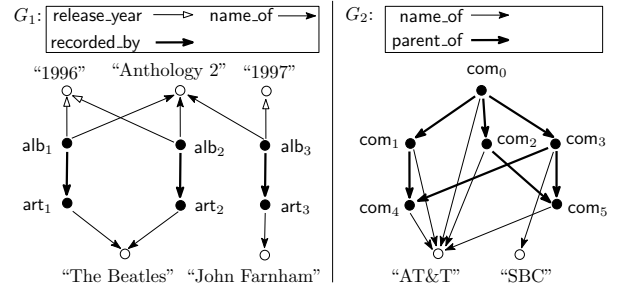 G1: release_year name_of
recorded_by
"1996" "Anthology 2" "1997"
alb1 alb2 alb3
art1 art2 art3
"The Beatles" "John Farnham"
G2: name_of
parent_of
com0
com1 com2 com3
com4 com5
"AT&T" "SBC"